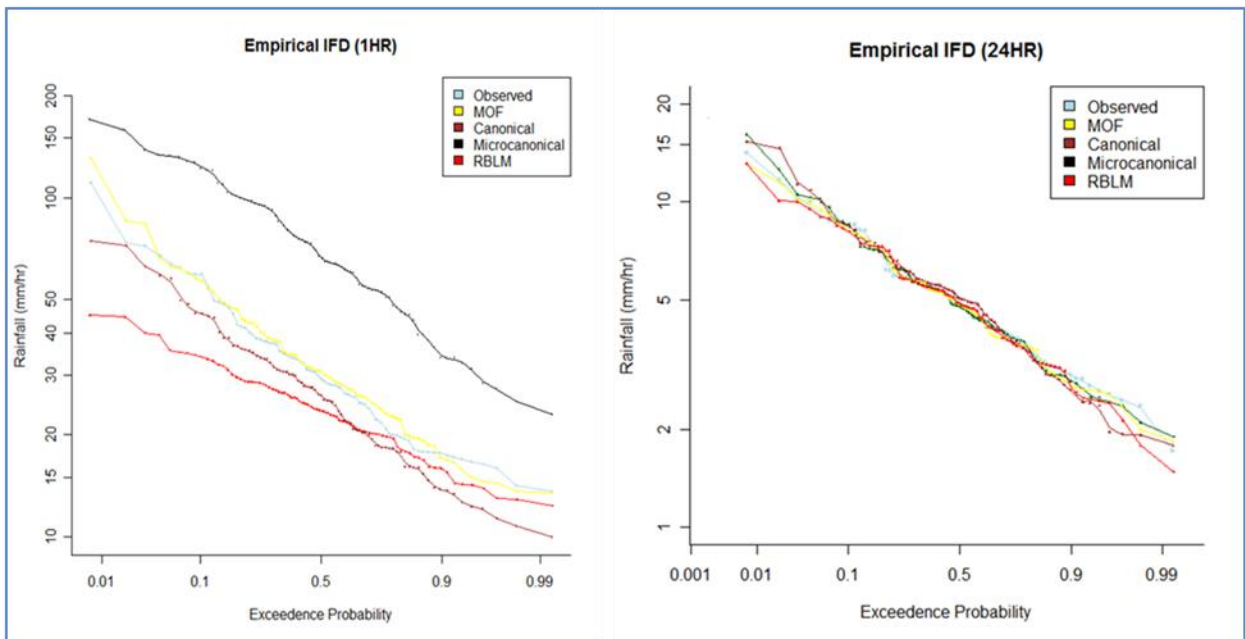 Empirical IFD (1HR)
Observed
MOF
Canonical
Microcanonical
RBLM
200
150
100
50
40
30
20
15
10
Rainfall (mm/hr)
0.01 0.1 0.5 0.9 0.99
Exceedence Probability
Empirical IFD (24HR)
Observed
MOF
Canonical
Microcanonical
RBLM
20
15
10
5
2
1
Rainfall (mm/hr)
0.001 0.01 0.1 0.5 0.9 0.99
Exceedence Probability